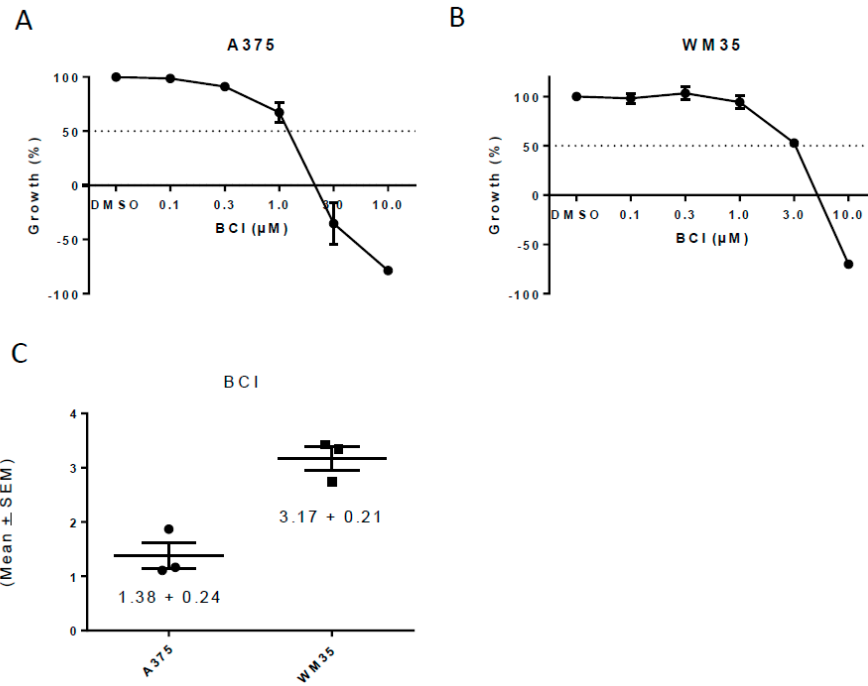 A
A375
100
50
0
-50
-100
Growth (%)
DMSO 0.1 0.3 1.0 3.0 10.0
BCI (µM)
B
WM35
100
50
0
-50
-100
Growth (%)
DMSO 0.1 0.3 1.0 3.0 10.0
BCI (µM)
C
BCI
4
3
2
1
0
(Mean ± SEM)
3.17 + 0.21
1.38 + 0.24
A375
WM35